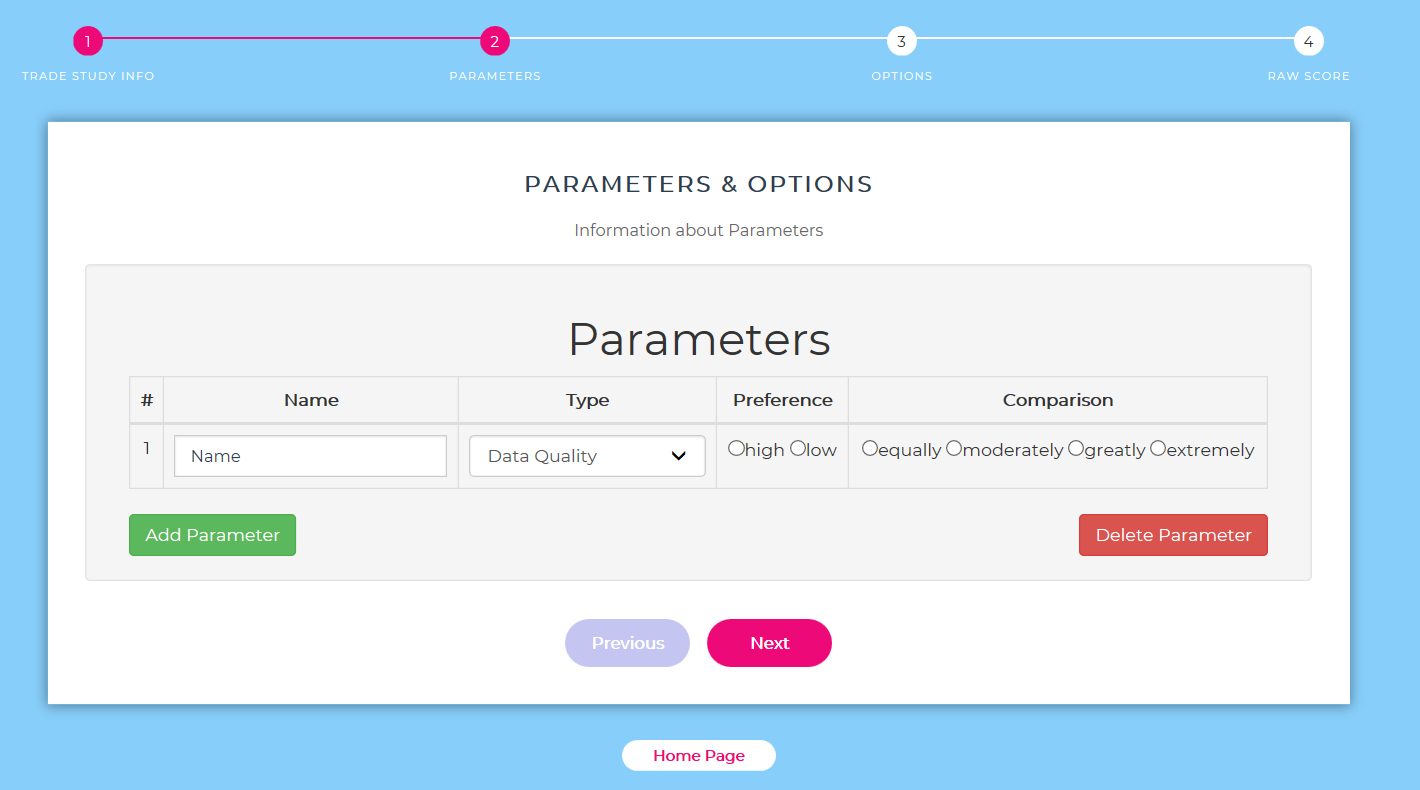 1 2 3 4
TRADE STUDY INFO PARAMETERS OPTIONS RAW SCORE
PARAMETERS & OPTIONS
Information about Parameters
Parameters
# Name Type Preference Comparison
1 Name Data Quality high low equally moderately greatly extremely
Add Parameter Delete Parameter
Previous Next
Home Page